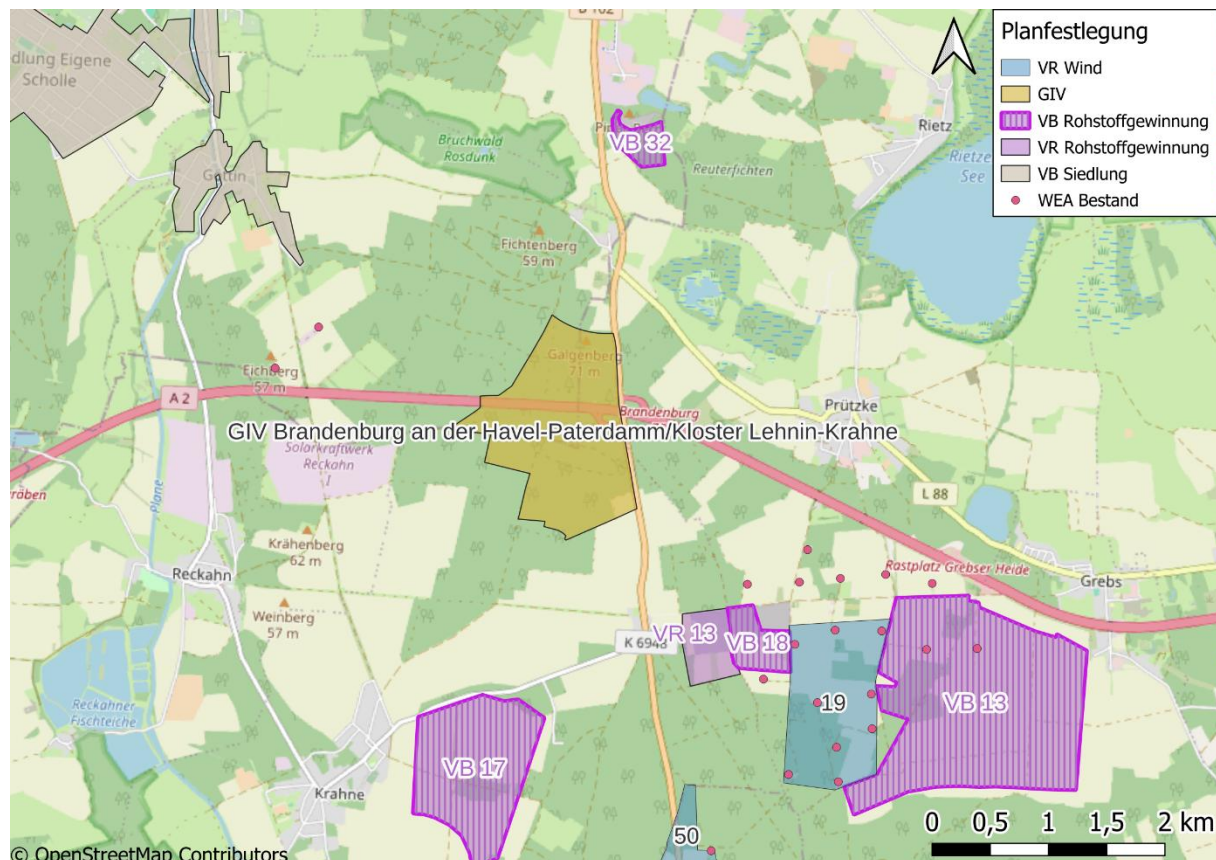 B 102
Planfestlegung
VR Wind
GIV
VB Rohstoffgewinnung
VR Rohstoffgewinnung
VB Siedlung
WEA Bestand
dlung Eigene
Scholle
Bruchwald
Rosdunk
VB 32
Reuterfichten
Rietz
Rietze
See
Göttin
Fichtenberg
59 m
Galgenberg
71 m
Eichberg
57 m
A 2
Brandenburg
Prützke
GIV Brandenburg an der Havel-Paterdamm/Kloster Lehnin-Krahne
Solarkraftwerk
Reckahn
I
Plane
gräben
L 88
Krähenberg
62 m
Reckahn
Rastplatz Grebser Heide
Grebs
Weinberg
57 m
K 6948
VR 13
VB 18
19
VB 13
Reckahner
Fischteiche
VB 17
Krahne
50
0 0,5 1 1,5 2 km
© OpenStreetMap Contributors